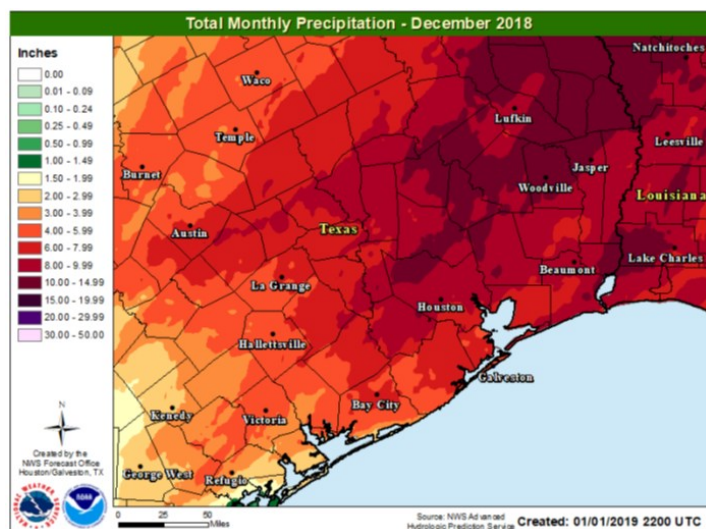 Total Monthly Precipitation - December 2018
Inches
0.00
0.01 - 0.09
0.10 - 0.24
0.25 - 0.49
0.50 - 0.99
1.00 - 1.49
1.50 - 1.99
2.00 - 2.99
3.00 - 3.99
4.00 - 5.99
6.00 - 7.99
8.00 - 9.99
10.00 - 14.99
15.00 - 19.99
20.00 - 29.99
30.00 - 50.00
Natchitoches
Waco
Lufkin
Temple
Leesville
Burnet
Jasper
Woodville
Louisiana
Austin
Texas
Lake Charles
Beaumont
La Grange
Houston
Hallettsville
Galveston
Bay City
Kenedy
Victoria
George West
Refugio
N
Created by the
NWS Forecast Office
Houston/Galveston, TX
NOAA
0 25 50
Miles
Source: NWS Advanced
Hydrologic Prediction Service
Created: 01/01/2019 2200 UTC